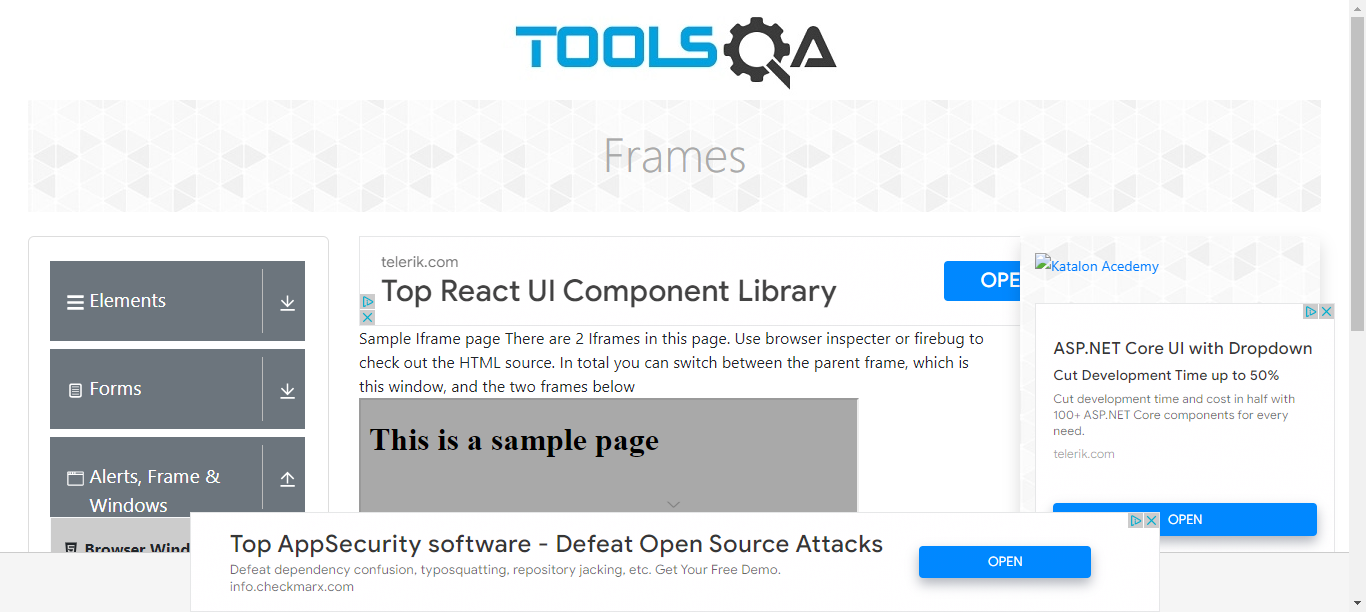 TOOLSQA
Frames
Elements
Forms
Alerts, Frame &
Windows
telerik.com
Top React UI Component Library
OPE
Sample Iframe page There are 2 Iframes in this page. Use browser inspector or firebug to
check out the HTML source. In total you can switch between the parent frame, which is
this window, and the two frames below
This is a sample page
Katalon Acedemy
ASP.NET Core UI with Dropdown
Cut Development Time up to 50%
Cut development time and cost in half with
100+ ASP.NET Core components for every
need.
telerik.com
OPEN
Browser Wind
Top AppSecurity software - Defeat Open Source Attacks
Defeat dependency confusion, typosquatting, repository jacking, etc. Get Your Free Demo.
info.checkmarx.com
OPEN